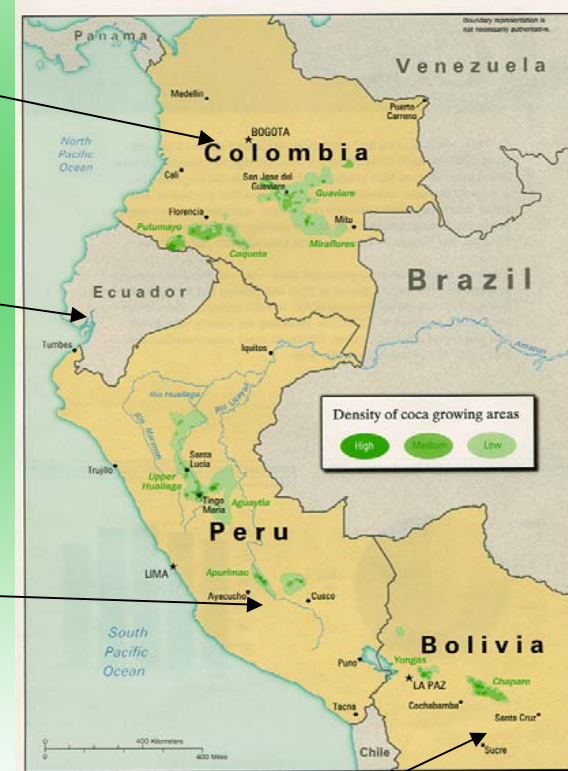 Boundary representation is
not necessarily authoritative.
Panama
Venezuela
Medellin
Puerto
Carreno
North
Pacific
Ocean
BOGOTA
Colombia
Cali
San Jose del
Guaviare
Guaviare
Florencia
Mitu
Putumayo
Miraflores
Caqueta
Brazil
Ecuador
Tumbes
Iquitos
Amazon
Rio Huallaga
Rio Ucayali
Rio Maranon
Density of coca growing areas
High
Medium
Low
Santa
Lucia
Trujillo
Upper
Huallaga
Tingo
Maria
Aguaytia
Peru
LIMA
Apurimac
Ayacucho
Cusco
South
Pacific
Ocean
Bolivia
Puno
Yongas
LA PAZ
Chapare
Cochabamba
Santa Cruz
Tacna
Sucre
Chile
0
400 Kilometers
0
400 Miles